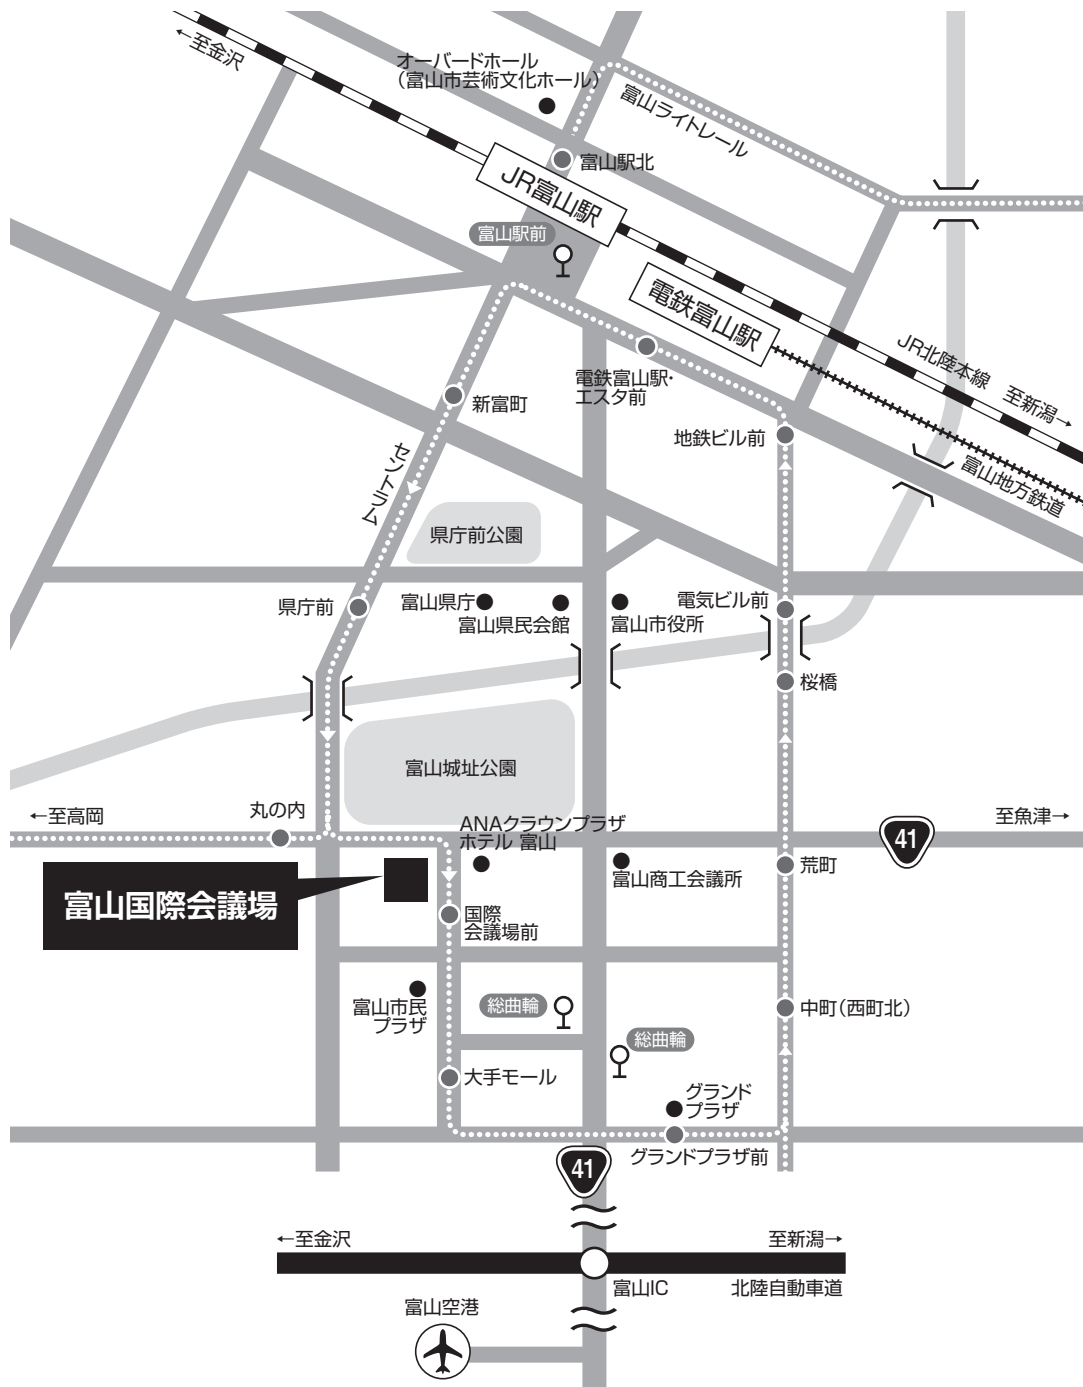 ←至金沢
オーバードホール
（富山市芸術文化ホール）
富山ライトレール
富山駅北
JR富山駅
富山駅前
電鉄富山駅
JR北陸本線
至新潟→
電鉄富山駅・
エスタ前
新富町
地鉄ビル前
富山地方鉄道
セントラム
県庁前公園
県庁前
富山県庁
富山県民会館
富山市役所
電気ビル前
桜橋
富山城址公園
←至高岡
丸の内
ANAクラウンプラザ
ホテル 富山
至魚津→
41
富山商工会議所
荒町
富山国際会議場
国際
会議場前
富山市民
プラザ
総曲輪
総曲輪
中町（西町北）
大手モール
グランド
プラザ
グランドプラザ前
41
←至金沢
至新潟→
富山IC
北陸自動車道
富山空港